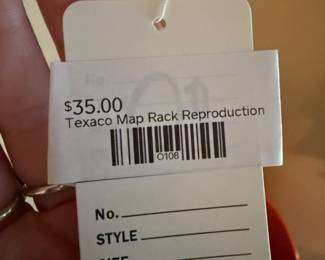 $35.00
Texaco Map Rack Reproduction
O108
No.
STYLE